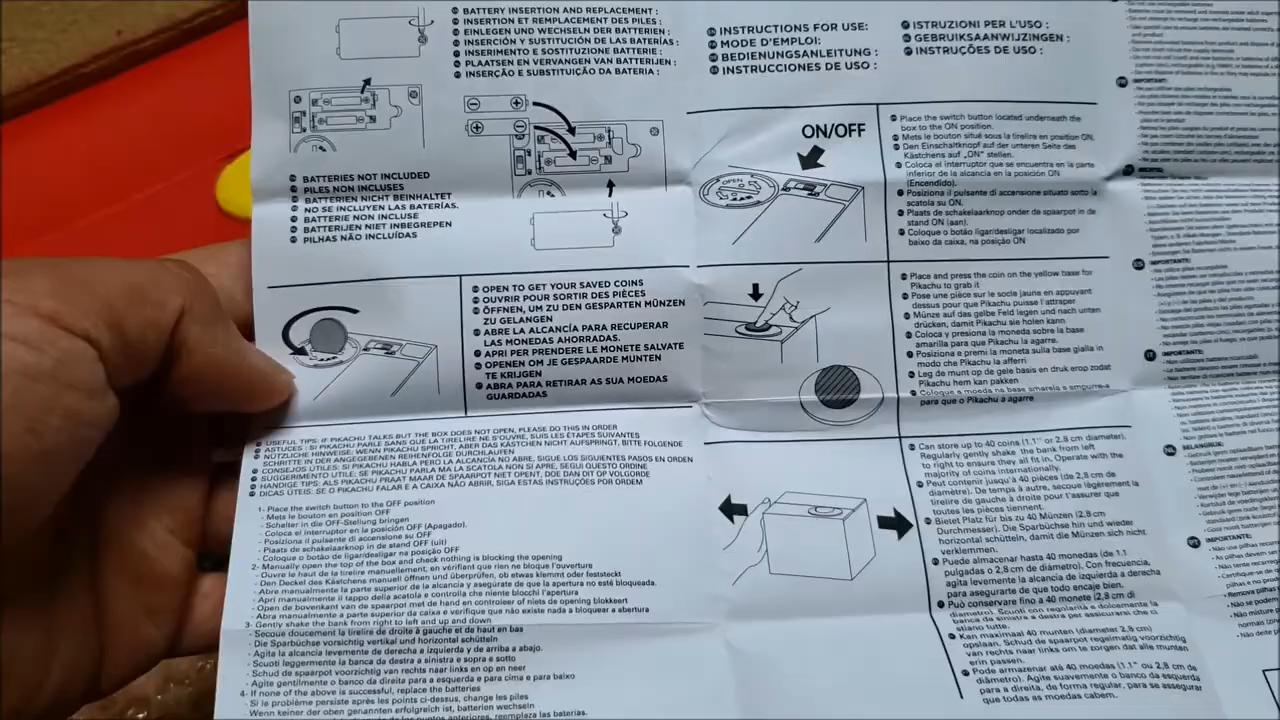 BATTERY INSERTION AND REPLACEMENT :
INSERTION ET REMPLACEMENT DES PILES :
EINLEGEN UND WECHSELN DER BATTERIEN :
INSERCIÓN Y SUSTITUCIÓN DE LAS BATERÍAS :
INSERIMENTO E SOSTITUZIONE BATTERIE :
PLAATSEN EN VERVANGEN VAN BATTERIJEN :
INSERÇÃO E SUBSTITUIÇÃO DA BATERIA :
BATTERIES NOT INCLUDED
PILES NON INCLUSES
BATTERIEN NICHT BEINHALTET
NO SE INCLUYEN LAS BATERÍAS.
BATTERIE NON INCLUSE
BATTERIJEN NIET INBEGREPEN
PILHAS NÃO INCLUÍDAS
OPEN TO GET YOUR SAVED COINS
OUVRIR POUR SORTIR DES PIÈCES
ÖFFNEN, UM ZU DEN GESPARTEN MÜNZEN
ZU GELANGEN
ABRE LA ALCANCÍA PARA RECUPERAR
LAS MONEDAS AHORRADAS.
APRI PER PRENDERE LE MONETE SALVATE
OPENEN OM JE GESPAARDE MUNTEN
TE KRIJGEN
ABRA PARA RETIRAR AS SUA MOEDAS
GUARDADAS
USEFUL TIPS: IF PIKACHU TALKS BUT THE BOX DOES NOT OPEN, PLEASE DO THIS IN ORDER
ASTUCES : SI PIKACHU PARLE SANS QUE LA TIRELIRE NE S'OUVRE, SUIS LES ÉTAPES SUIVANTES
NÜTZLICHE HINWEISE: WENN PIKACHU SPRICHT, ABER DAS KÄSTCHEN NICHT AUFSPRINGT, BITTE FOLGENDE
SCHRITTE IN DER ANGEGEBENEN REIHENFOLGE DURCHLAUFEN
CONSEJOS ÚTILES: SI PIKACHU HABLA PERO LA ALCANCÍA NO ABRE, SIGUE LOS SIGUIENTES PASOS EN ORDEN
SUGGERIMENTO UTILE: SE PIKACHU PARLA MA LA SCATOLA NON SI APRE, SEGUI QUESTO ORDINE
HANDIGE TIPS: ALS PIKACHU PRAAT MAAR DE SPAARPOT NIET OPENT, DOE DAN DIT OP VOLGORDE
DICAS ÚTEIS: SE O PIKACHU FALAR E A CAIXA NÃO ABRIR, SIGA ESTAS INSTRUÇÕES POR ORDEM
1- Place the switch button to the OFF position
- Mets le bouton en position OFF
- Schalter in die OFF-Stellung bringen
- Coloca el interruptor en la posición OFF (Apagado).
- Posiziona il pulsante di accensione su OFF
- Plaats de schakelaarknop in de stand OFF (uit)
- Coloque o botão de ligar/desligar na posição OFF
2- Manually open the top of the box and check nothing is blocking the opening
- Ouvre le haut de la tirelire manuellement, en vérifiant que rien ne bloque l'ouverture
- Den Deckel des Kästchens manuell öffnen und überprüfen, ob etwas klemmt oder feststeckt
- Abre manualmente la parte superior de la alcancía y asegúrate de que la apertura no esté bloqueada.
- Apri manualmente il tappo della scatola e controlla che niente blocchi l'apertura
- Open de bovenkant van de spaarpot met de hand en controleer of niets de opening blokkeert
- Abra manualmente a parte superior da caixa e verifique que não existe nada a bloquear a abertura
3- Gently shake the bank from right to left and up and down
- Secoue doucement la tirelire de droite à gauche et de haut en bas
- Die Sparbüchse vorsichtig vertikal und horizontal schütteln
- Agita la alcancía levemente de derecha a izquierda y de arriba a abajo.
- Scuoti leggermente la banca da destra a sinistra e sopra e sotto
- Schud de spaarpot voorzichtig van rechts naar links en op en neer
- Agite gentilmente o banco da direita para a esquerda e para cima e para baixo
4- If none of the above is successful, replace the batteries
- Si le problème persiste après les points ci-dessus, change les piles
- Wenn keiner der oben genannten erfolgreich ist, batterien wechseln
puntos anteriores, reemplaza las baterías.
INSTRUCTIONS FOR USE:
MODE D'EMPLOI:
BEDIENUNGSANLEITUNG :
INSTRUCCIONES DE USO :
ISTRUZIONI PER L'USO :
GEBRUIKSAANWIJZINGEN :
INSTRUÇÕES DE USO :
ON/OFF
OPEN
Place the switch button located underneath the
box to the ON position.
Mets le bouton situé sous la tirelire en position ON.
Den Einschaltknopf auf der unteren Seite des
Kästchens auf „ON" stellen.
Coloca el interruptor que se encuentra en la parte
inferior de la alcancía en la posición ON
(Encendido).
Posiziona il pulsante di accensione situato sotto la
scatola su ON.
Plaats de schakelaarknop onder de spaarpot in de
stand ON (aan).
Coloque o botão ligar/desligar localizado por
baixo da caixa, na posição ON
Place and press the coin on the yellow base for
Pikachu to grab it
Pose une pièce sur le socle jaune en appuyant
dessus pour que Pikachu puisse l'attraper
Münze auf das gelbe Feld legen und nach unten
drücken, damit Pikachu sie holen kann
Coloca y presiona la moneda sobre la base
amarilla para que Pikachu la agarre.
Posiziona e premi la moneta sulla base gialla in
modo che Pikachu la afferri
Leg de munt op de gele basis en druk erop zodat
Pikachu hem kan pakken
Coloque a moeda na base amarela e empurre-a
para que o Pikachu a agarre
Can store up to 40 coins (1.1" or 2,8 cm diameter).
Regularly gently shake the bank from left
to right to ensure they all fit in. Operate with the
majority of coins internationally.
Peut contenir jusqu'à 40 pièces (de 2,8 cm de
diamètre). De temps à autre, secoue légèrement la
tirelire de gauche à droite pour t'assurer que
toutes les pièces tiennent.
Bietet Platz für bis zu 40 Münzen (2,8 cm
Durchmesser). Die Sparbüchse hin und wieder
horizontal schütteln, damit die Münzen sich nicht
verklemmen.
Puede almacenar hasta 40 monedas (de 1.1
pulgadas o 2,8 cm de diámetro). Con frecuencia,
agita levemente la alcancía de izquierda a derecha
para asegurarte de que todo encaje bien.
Può conservare fino a 40 monete (2,8 cm di
diametro). Scuoti con regolarità e dolcemente la
banca da sinistra a destra per assicurarsi che ci
stiano tutte.
Kan maximaal 40 munten (diameter 2,8 cm)
opslaan. Schud de spaarpot regelmatig voorzichtig
van rechts naar links om te zorgen dat alle munten
erin passen.
Pode armazenar até 40 moedas (1.1" ou 2,8 cm de
diâmetro). Agite suavemente o banco da esquerda
para a direita, de forma regular, para se assegurar
que todas as moedas cabem.
IMPORTANT:
IMPORTANTE:
IMPORTANTE: